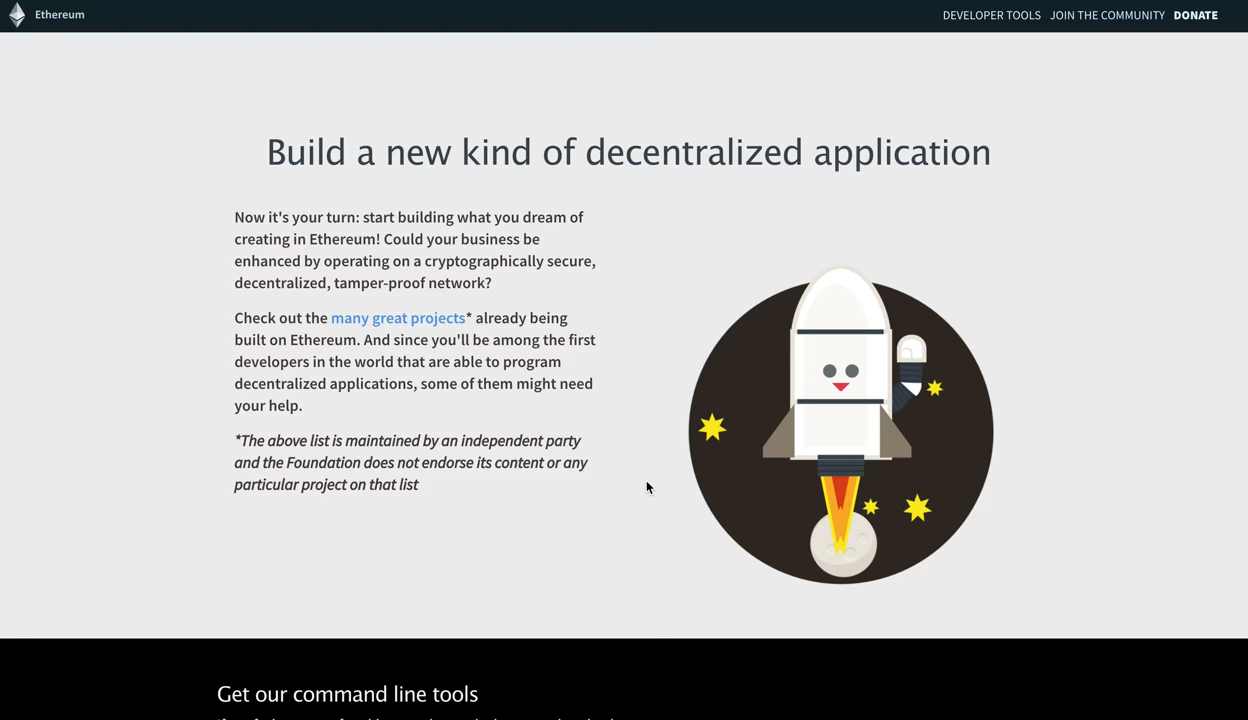 Ethereum
DEVELOPER TOOLS JOIN THE COMMUNITY DONATE
Build a new kind of decentralized application
Now it's your turn: start building what you dream of
creating in Ethereum! Could your business be
enhanced by operating on a cryptographically secure,
decentralized, tamper-proof network?
Check out the many great projects* already being
built on Ethereum. And since you'll be among the first
developers in the world that are able to program
decentralized applications, some of them might need
your help.
*The above list is maintained by an independent party
and the Foundation does not endorse its content or any
particular project on that list
Get our command line tools